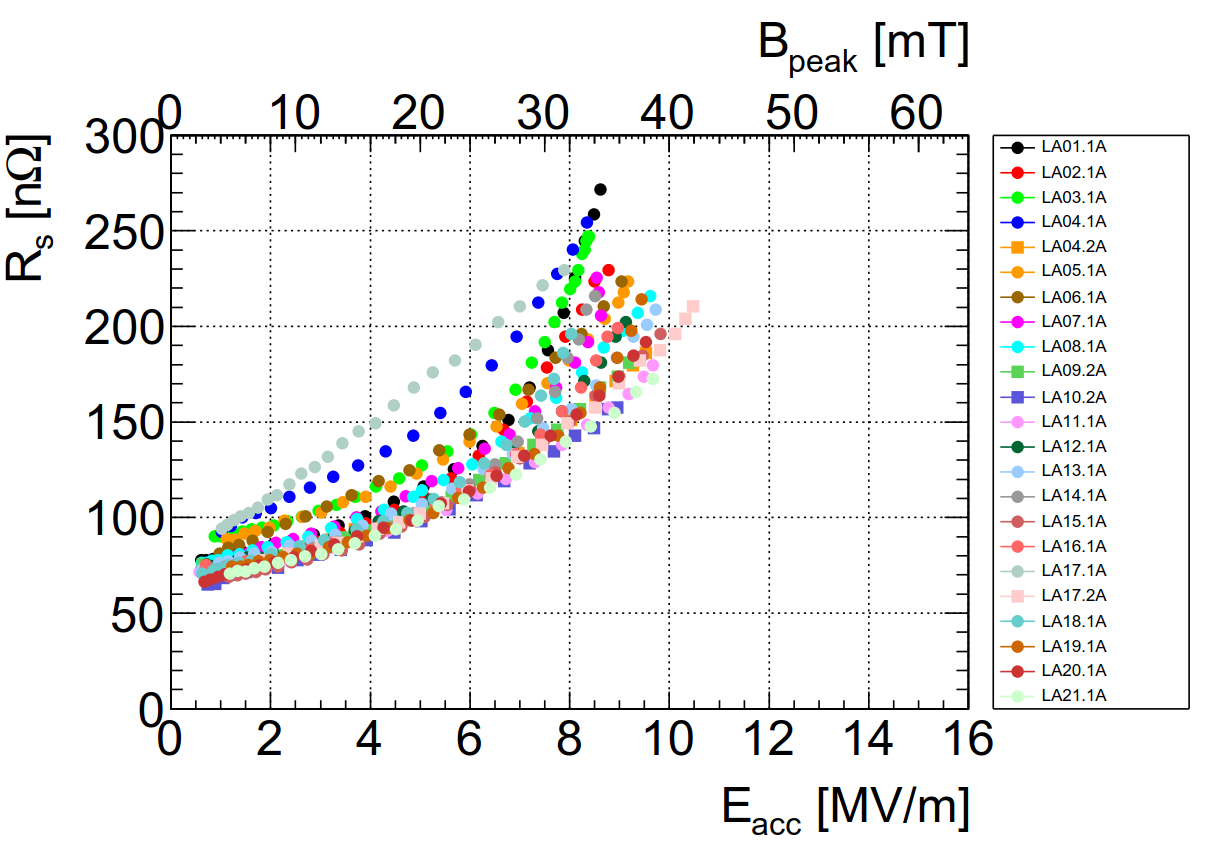 B_peak [mT]
0 10 20 30 40 50 60
R_s [nΩ]
300
250
200
150
100
50
0
0 2 4 6 8 10 12 14 16
E_acc [MV/m]
LA01.1A
LA02.1A
LA03.1A
LA04.1A
LA04.2A
LA05.1A
LA06.1A
LA07.1A
LA08.1A
LA09.2A
LA10.2A
LA11.1A
LA12.1A
LA13.1A
LA14.1A
LA15.1A
LA16.1A
LA17.1A
LA17.2A
LA18.1A
LA19.1A
LA20.1A
LA21.1A